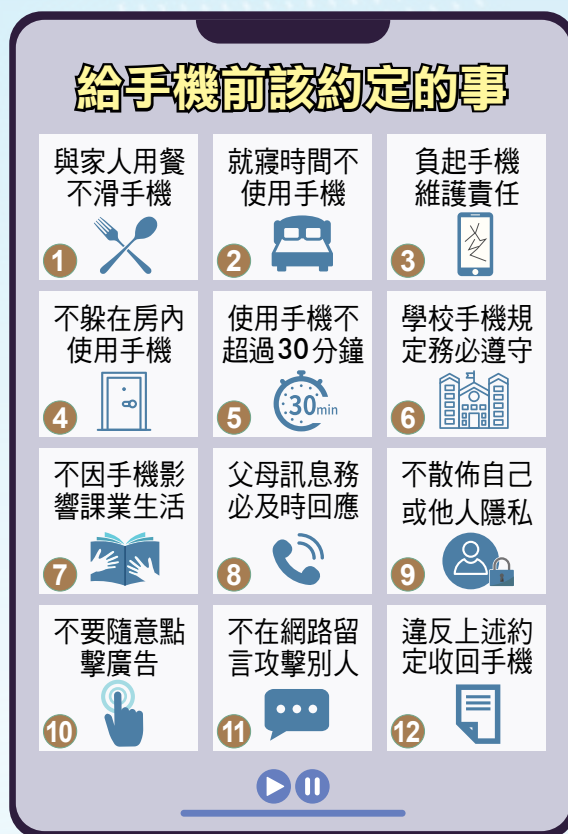 給手機前該約定的事
與家人用餐
不滑手機
1
就寢時間不
使用手機
2
負起手機
維護責任
3
不躲在房內
使用手機
4
使用手機不
超過30分鐘
30min
5
學校手機規
定務必遵守
6
不因手機影
響課業生活
7
父母訊息務
必及時回應
8
不散佈自己
或他人隱私
9
不要隨意點
擊廣告
10
不在網路留
言攻擊別人
11
違反上述約
定收回手機
12